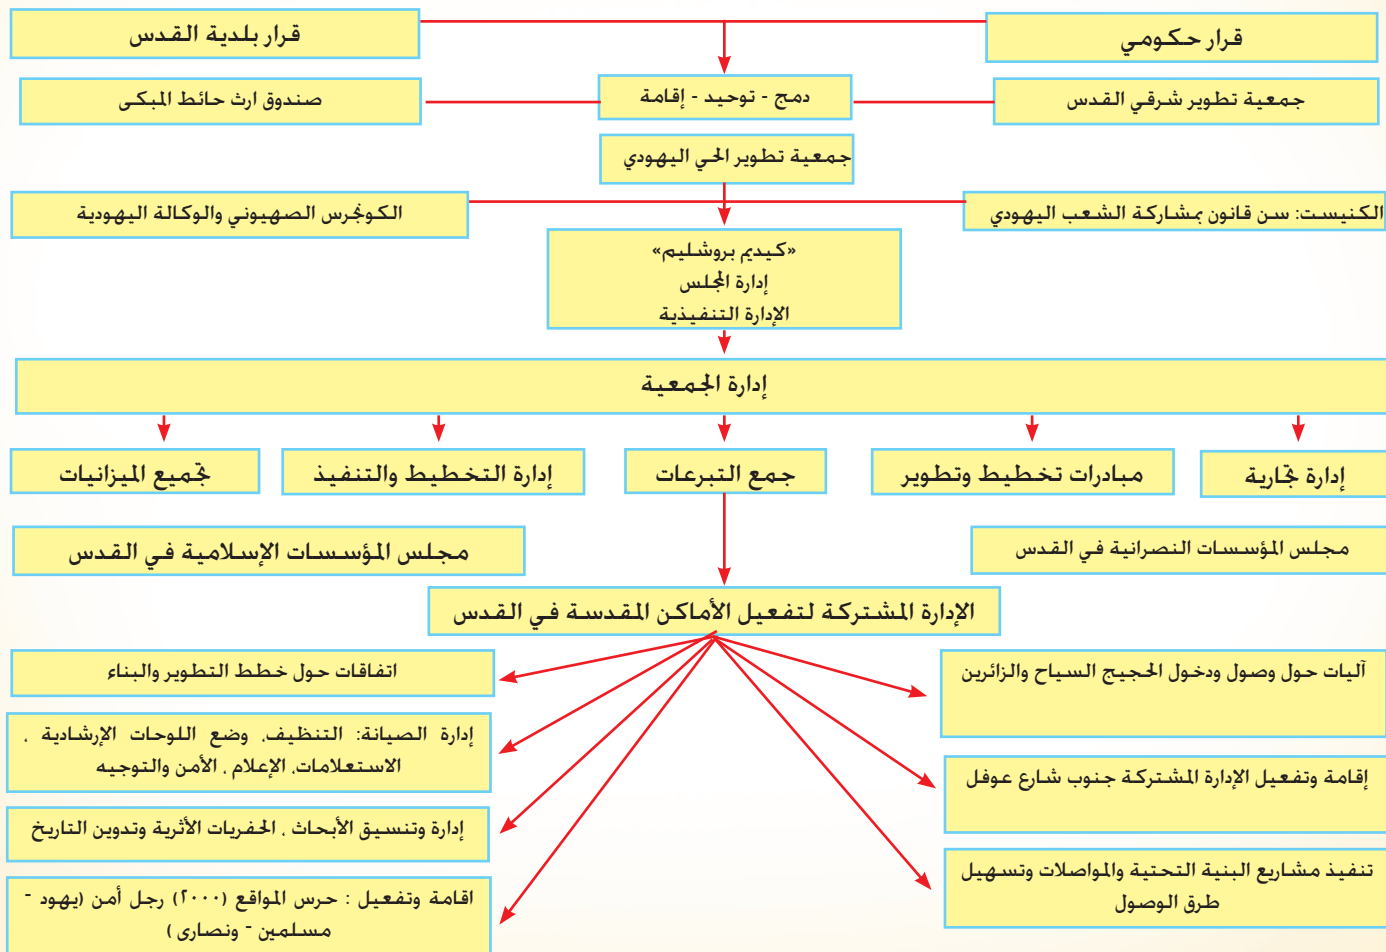 قرار حكومي
قرار بلدية القدس
جمعية تطوير شرقي القدس
دمج - توحيد - إقامة
صندوق ارث حائط المبكى
جمعية تطوير الحي اليهودي
الكنيست: سن قانون بمشاركة الشعب اليهودي
الكونجرس الصهيوني والوكالة اليهودية
«كيديم بروشليم»
إدارة المجلس
الإدارة التنفيذية
إدارة الجمعية
إدارة تجارية
مبادرات تخطيط وتطوير
جمع التبرعات
إدارة التخطيط والتنفيذ
تجميع الميزانيات
مجلس المؤسسات النصرانية في القدس
مجلس المؤسسات الإسلامية في القدس
الإدارة المشتركة لتفعيل الأماكن المقدسة في القدس
آليات حول وصول ودخول الحجيج السياح والزائرين
إقامة وتفعيل الإدارة المشتركة جنوب شارع عوفل
تنفيذ مشاريع البنية التحتية والمواصلات وتسهيل
طرق الوصول
اتفاقات حول خطط التطوير والبناء
إدارة الصيانة: التنظيف، وضع اللوحات الإرشادية ،
الاستعلامات، الإعلام ، الأمن والتوجيه
إدارة وتنسيق الأبحاث ، الحفريات الأثرية وتدوين التاريخ
اقامة وتفعيل : حرس المواقع (٢٠٠٠) رجل أمن (يهود -
مسلمين - ونصارى )